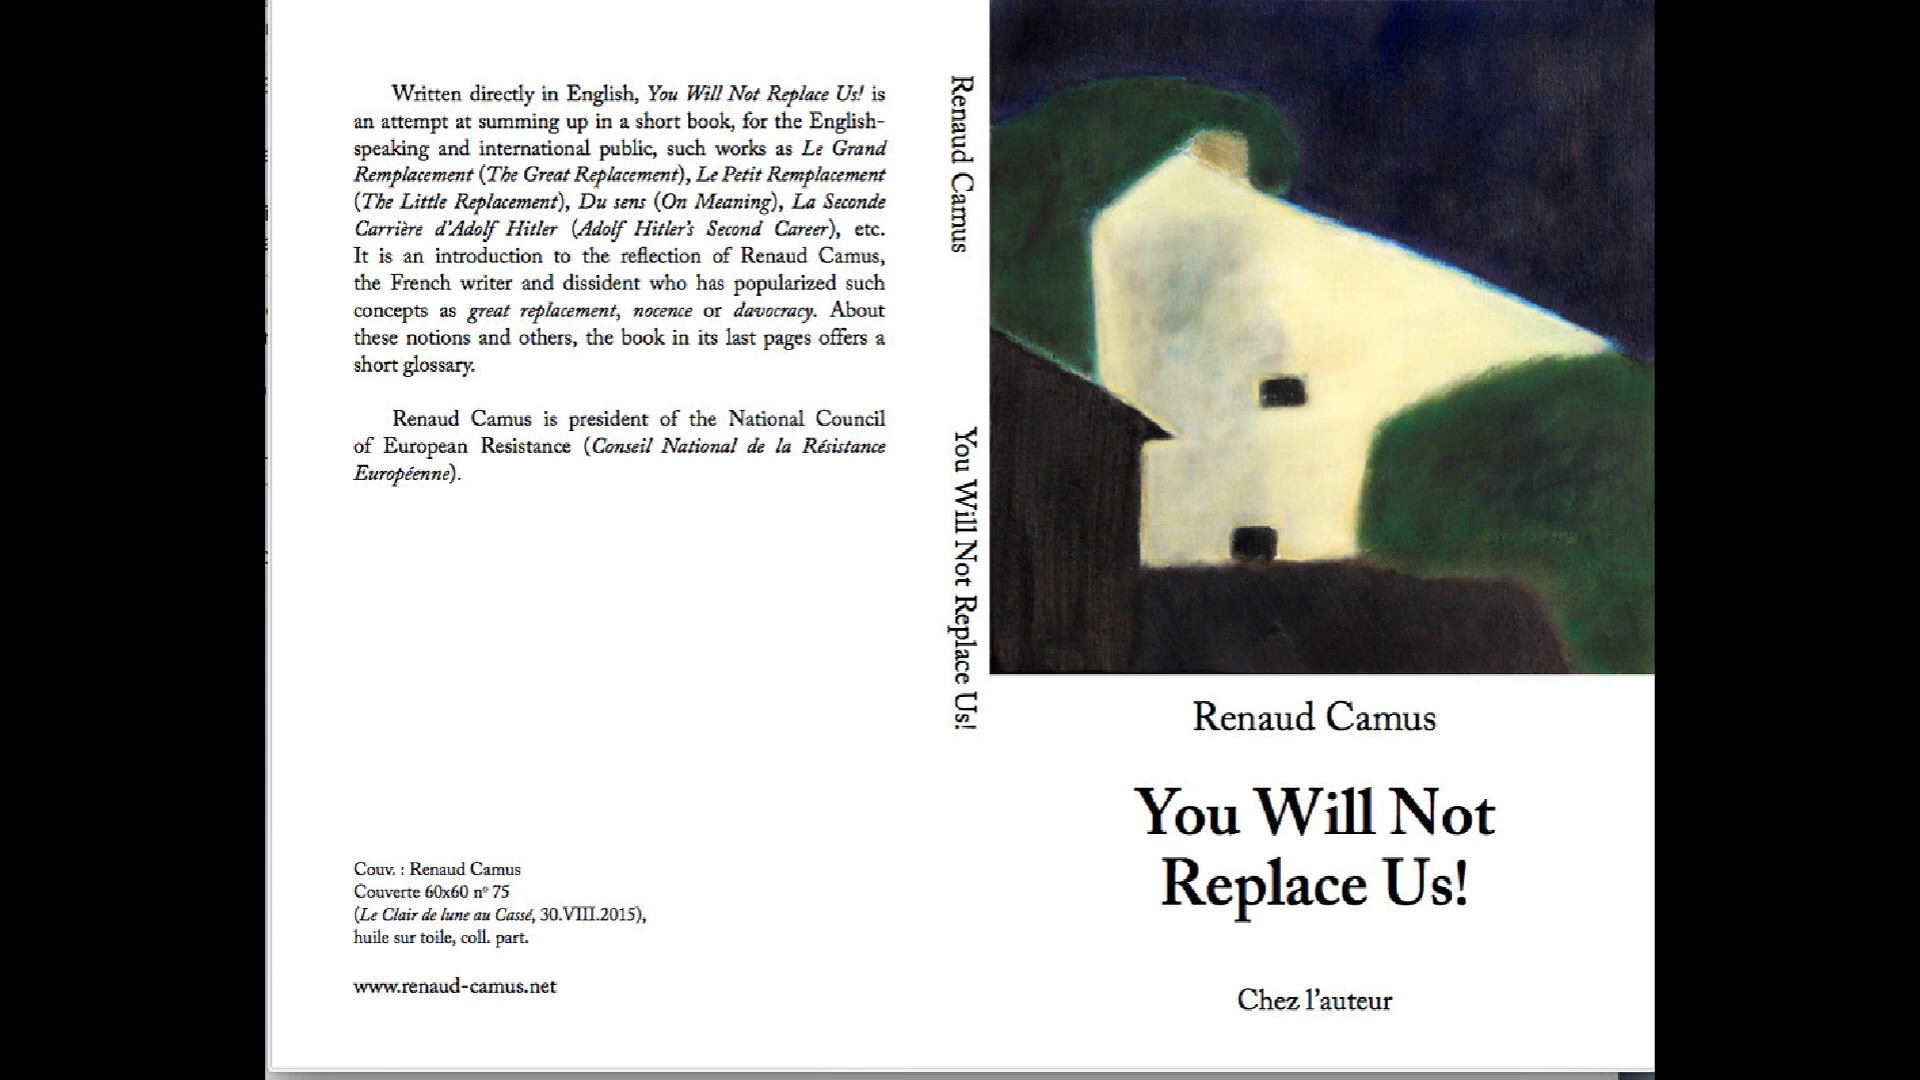 Written directly in English, You Will Not Replace Us! is
an attempt at summing up in a short book, for the English-
speaking and international public, such works as Le Grand
Remplacement (The Great Replacement), Le Petit Remplacement
(The Little Replacement), Du sens (On Meaning), La Seconde
Carrière d'Adolf Hitler (Adolf Hitler's Second Career), etc.
It is an introduction to the reflection of Renaud Camus,
the French writer and dissident who has popularized such
concepts as great replacement, nocence or davocracy. About
these notions and others, the book in its last pages offers a
short glossary.
Renaud Camus is president of the National Council
of European Resistance (Conseil National de la Résistance
Européenne).
Couv. : Renaud Camus
Couverte 60x60 nº 75
(Le Clair de lune au Cassé, 30.VIII.2015),
huile sur toile, coll. part.
www.renaud-camus.net
Renaud Camus
You Will Not Replace Us!
Renaud Camus
You Will Not
Replace Us!
Chez l'auteur